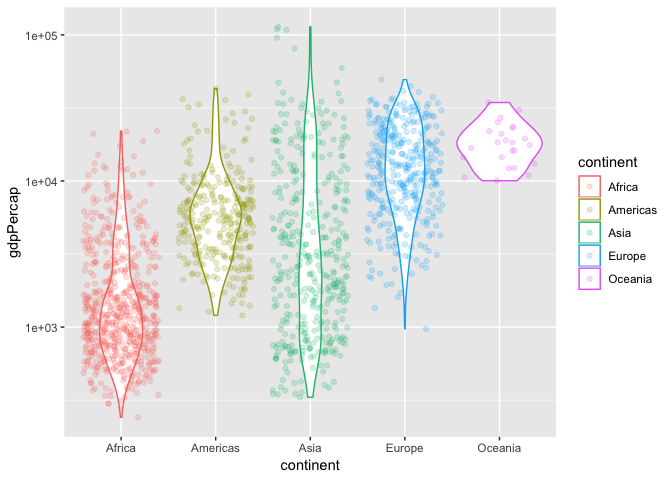 1e+05
1e+04
1e+03
gdpPercap
Africa
Americas
Asia
Europe
Oceania
continent
continent
Africa
Americas
Asia
Europe
Oceania